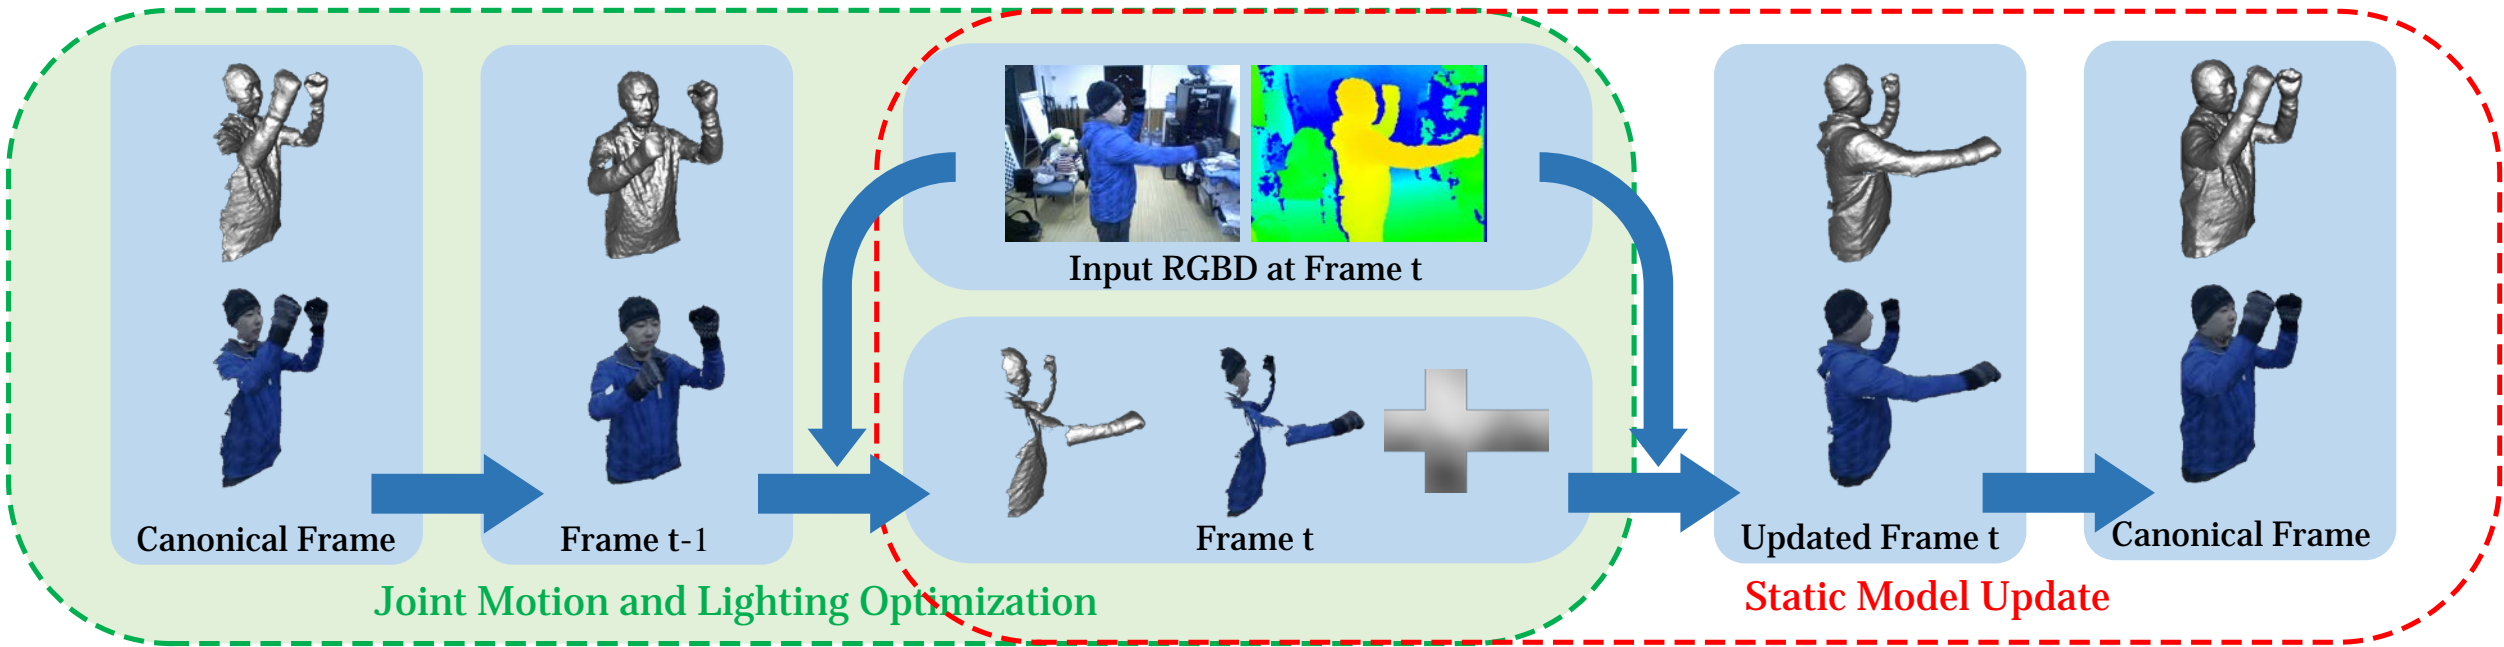 Input RGBD at Frame t
Canonical Frame
Frame t-1
Frame t
Updated Frame t
Canonical Frame
Joint Motion and Lighting Optimization
Static Model Update